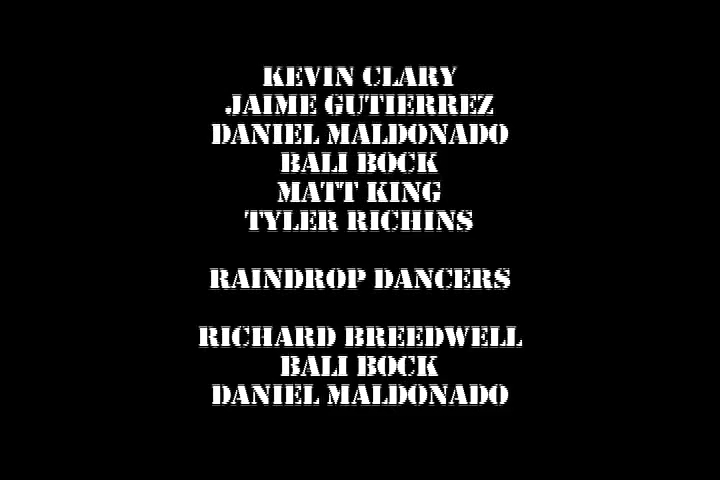 KEVIN CLARY
JAIME GUTIERREZ
DANIEL MALDONADO
BALI BOCK
MATT KING
TYLER RICHINS
RAINDROP DANCERS
RICHARD BREEDWELL
BALI BOCK
DANIEL MALDONADO